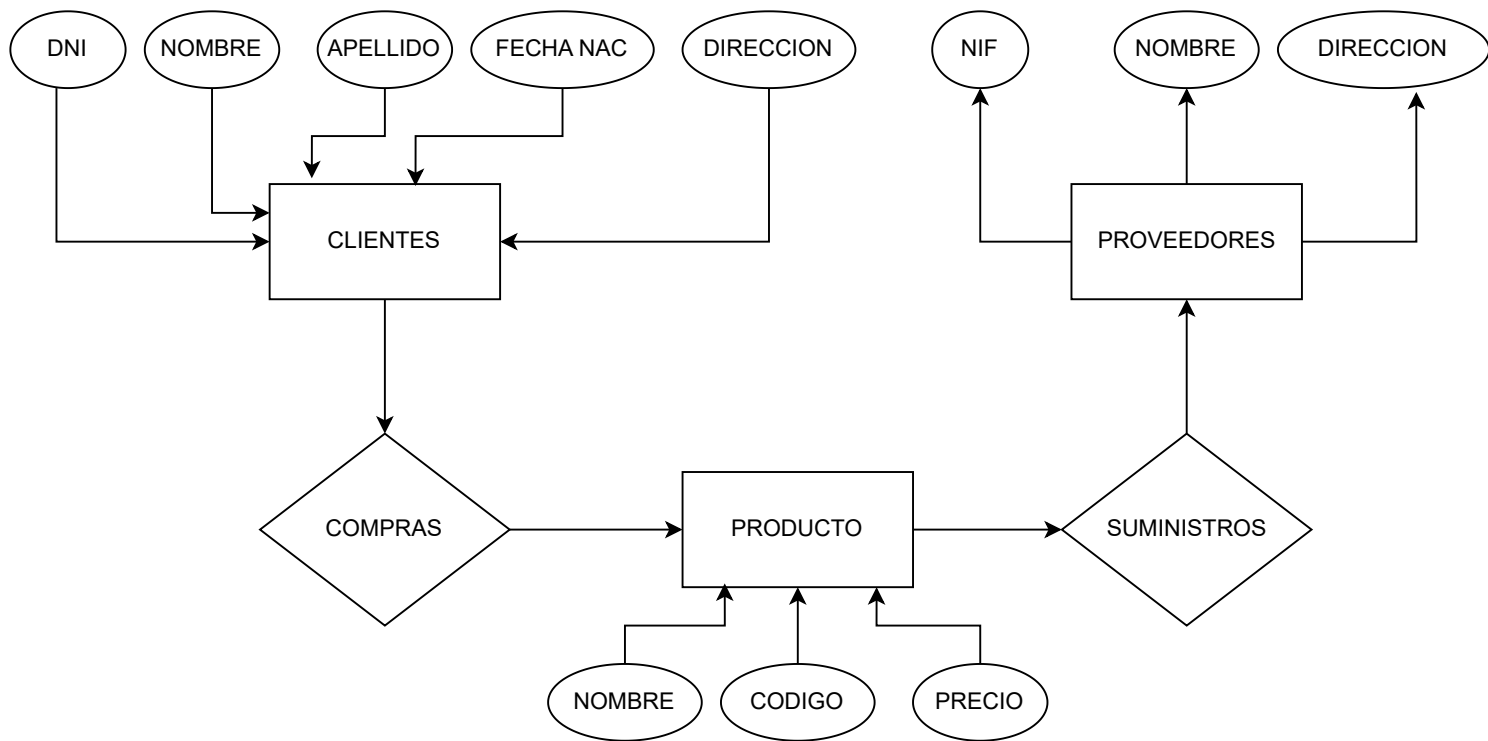 DNI
NOMBRE
APELLIDO
FECHA NAC
DIRECCION
NIF
NOMBRE
DIRECCION
CLIENTES
PROVEEDORES
COMPRAS
PRODUCTO
SUMINISTROS
NOMBRE
CODIGO
PRECIO